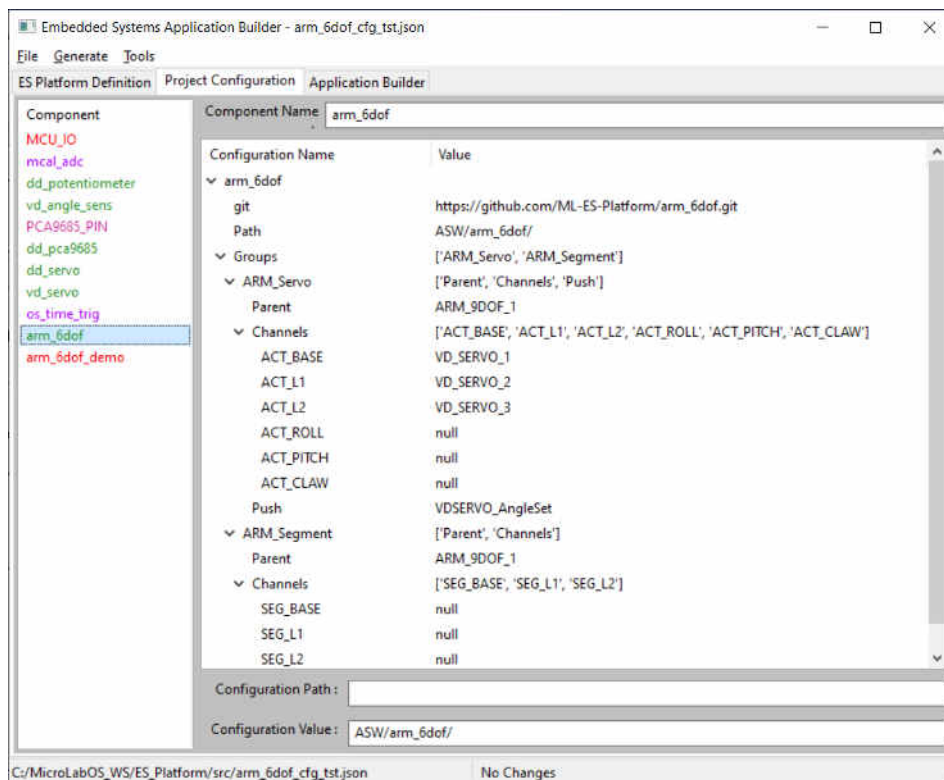 Embedded Systems Application Builder - arm_6dof_cfg_tst.json
File Generate Tools
ES Platform Definition Project Configuration Application Builder
Component
MCU_IO
mcal_adc
dd_potentiometer
vd_angle_sens
PCA9685_PIN
dd_pca9685
dd_servo
vd_servo
os_time_trig
arm_6dof
arm_6dof_demo
Component Name arm_6dof
Configuration Name Value
arm_6dof
git https://github.com/ML-ES-Platform/arm_6dof.git
Path ASW/arm_6dof/
Groups ['ARM_Servo', 'ARM_Segment']
ARM_Servo ['Parent', 'Channels', 'Push']
Parent ARM_9DOF_1
Channels ['ACT_BASE', 'ACT_L1', 'ACT_L2', 'ACT_ROLL', 'ACT_PITCH', 'ACT_CLAW']
ACT_BASE VD_SERVO_1
ACT_L1 VD_SERVO_2
ACT_L2 VD_SERVO_3
ACT_ROLL null
ACT_PITCH null
ACT_CLAW null
Push VDSERVO_AngleSet
ARM_Segment ['Parent', 'Channels']
Parent ARM_9DOF_1
Channels ['SEG_BASE', 'SEG_L1', 'SEG_L2']
SEG_BASE null
SEG_L1 null
SEG_L2 null
Configuration Path :
Configuration Value : ASW/arm_6dof/
C:/MicroLabOS_WS/ES_Platform/src/arm_6dof_cfg_tst.json No Changes